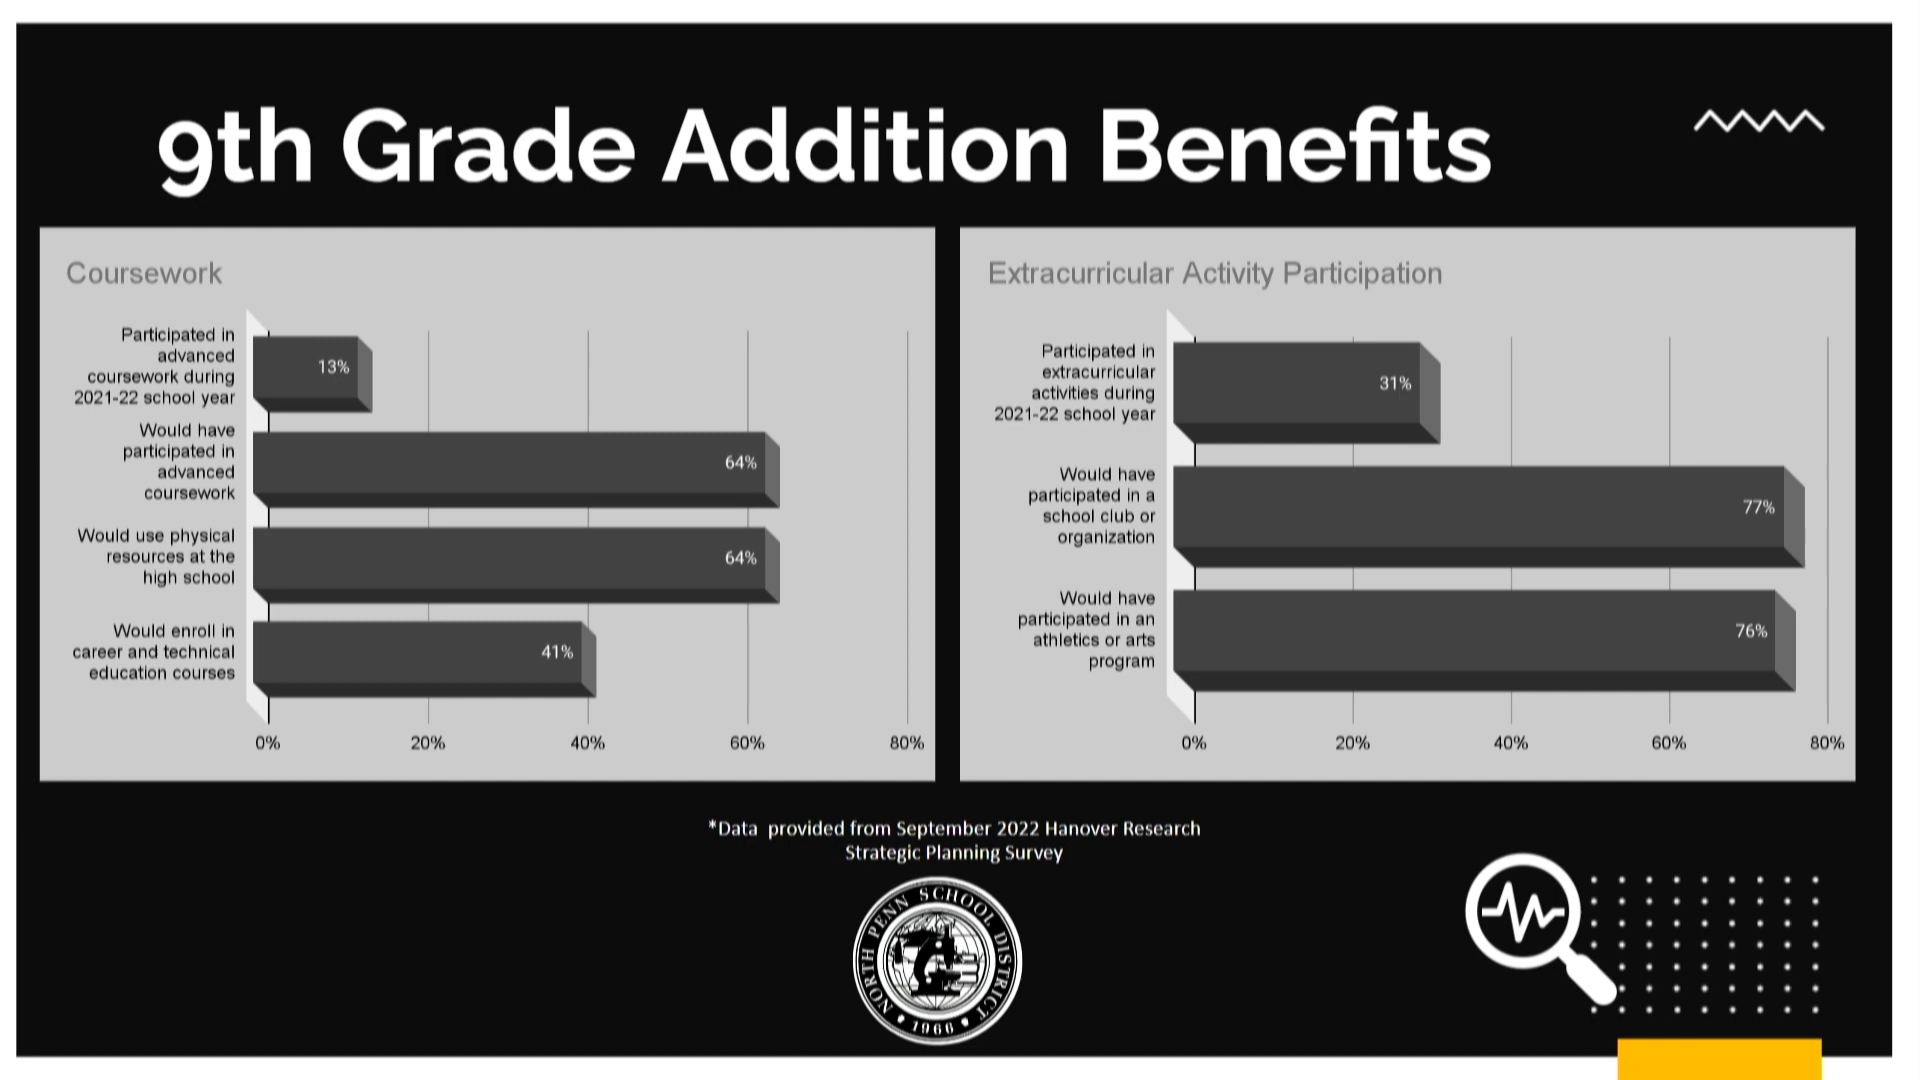 9th Grade Addition Benefits
Coursework
Participated in
advanced
coursework during
2021-22 school year
13%
Would have
participated in
advanced
coursework
64%
Would use physical
resources at the
high school
64%
Would enroll in
career and technical
education courses
41%
0% 20% 40% 60% 80%
Extracurricular Activity Participation
Participated in
extracurricular
activities during
2021-22 school year
31%
Would have
participated in a
school club or
organization
77%
Would have
participated in an
athletics or arts
program
76%
0% 20% 40% 60% 80%
*Data provided from September 2022 Hanover Research
Strategic Planning Survey
NORTH PENN SCHOOL DISTRICT
1966